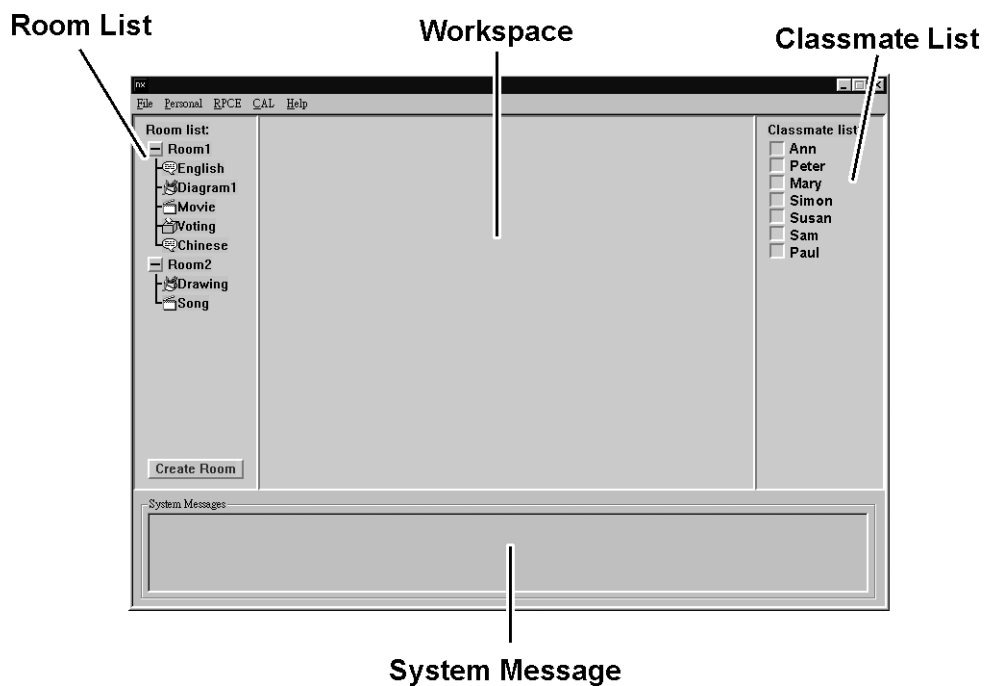 Room List
Workspace
Classmate List
nx
File Personal RPCE CAL Help
Room list:
Room1
English
Diagram1
Movie
Voting
Chinese
Room2
Drawing
Song
Create Room
Classmate list
Ann
Peter
Mary
Simon
Susan
Sam
Paul
System Messages
System Message